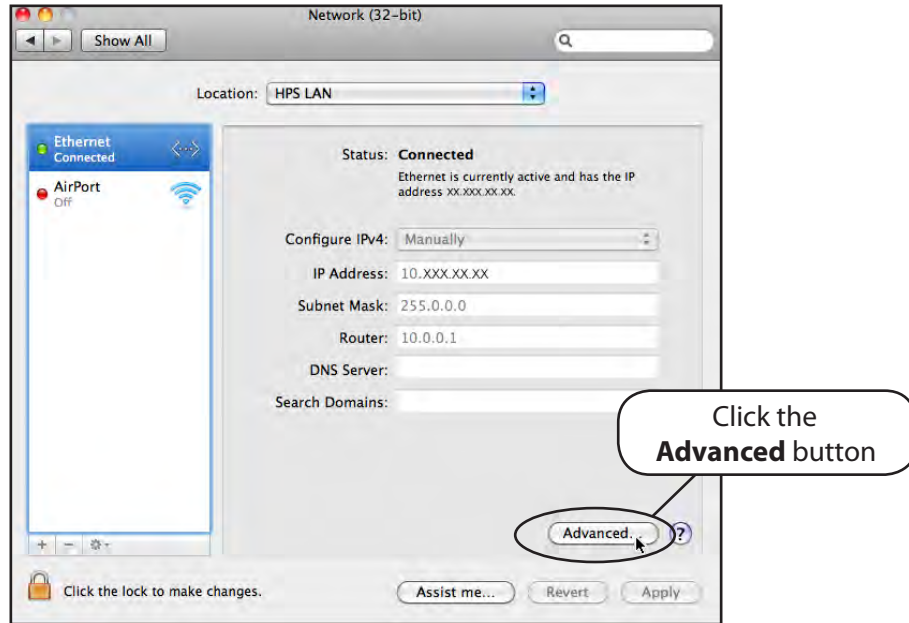 Network (32-bit)
Show All
Location: HPS LAN
Ethernet
Connected
AirPort
Off
Status: Connected
Ethernet is currently active and has the IP
address XX.XXX.XX.XX.
Configure IPv4: Manually
IP Address: 10.XXX.XX.XX
Subnet Mask: 255.0.0.0
Router: 10.0.0.1
DNS Server:
Search Domains:
Click the
Advanced button
Advanced...
?
Click the lock to make changes.
Assist me...
Revert
Apply